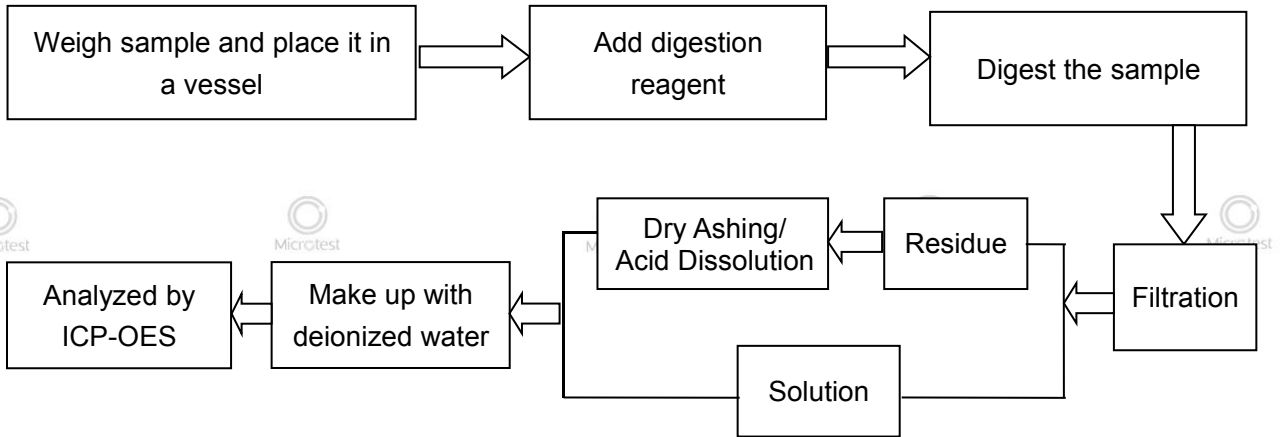 Weigh sample and place it in
a vessel
Add digestion
reagent
Digest the sample
Microtest
Dry Ashing/
Acid Dissolution
Residue
Filtration
Analyzed by
ICP-OES
Make up with
deionized water
Solution